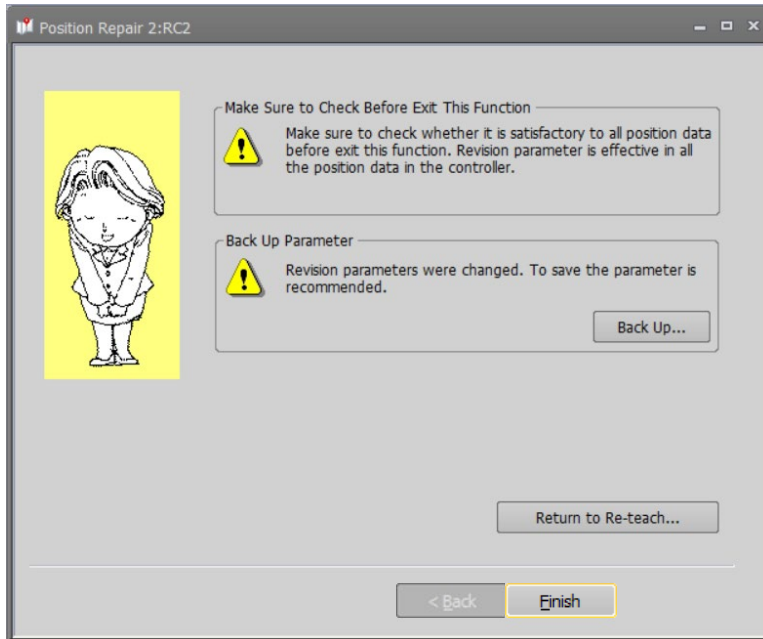 Position Repair 2:RC2
Make Sure to Check Before Exit This Function
Make sure to check whether it is satisfactory to all position data
before exit this function. Revision parameter is effective in all
the position data in the controller.
Back Up Parameter
Revision parameters were changed. To save the parameter is
recommended.
Back Up...
Return to Re-teach...
< Back
Finish